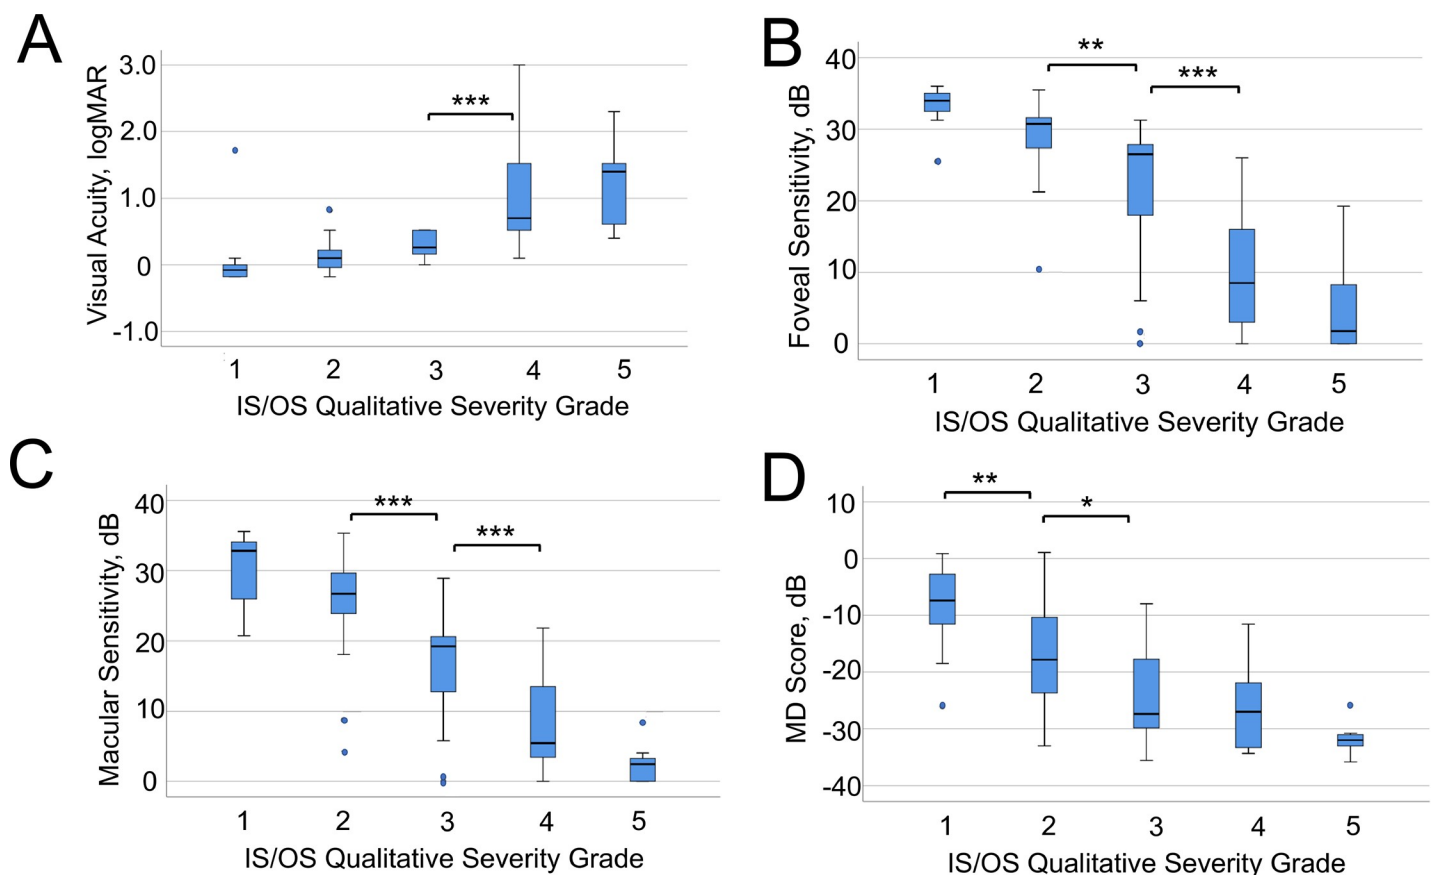 A
Visual Acuity, logMAR
3.0
2.0
1.0
0
-1.0
***
1 2 3 4 5
IS/OS Qualitative Severity Grade
B
Foveal Sensitivity, dB
40
30
20
10
0
**
***
1 2 3 4 5
IS/OS Qualitative Severity Grade
C
Macular Sensitivity, dB
40
30
20
10
0
***
***
1 2 3 4 5
IS/OS Qualitative Severity Grade
D
MD Score, dB
10
0
-10
-20
-30
-40
**
*
1 2 3 4 5
IS/OS Qualitative Severity Grade